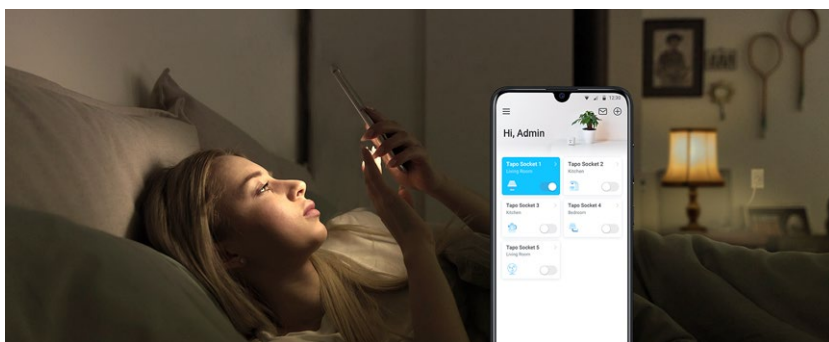 Hi, Admin
Tapo Socket 1
Living Room
Tapo Socket 2
Kitchen
Tapo Socket 3
Kitchen
Tapo Socket 4
Bedroom
Tapo Socket 5
Living Room